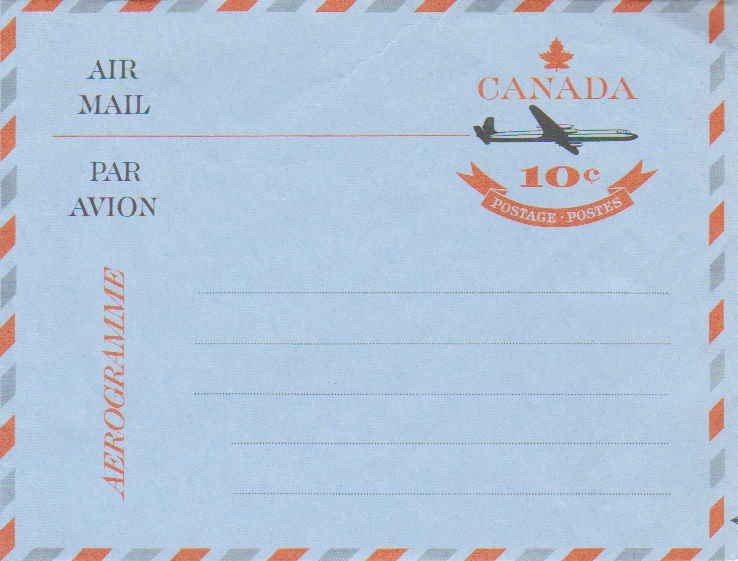 AIR
MAIL
PAR
AVION
AEROGRAMME
CANADA
10¢
POSTAGE · POSTES